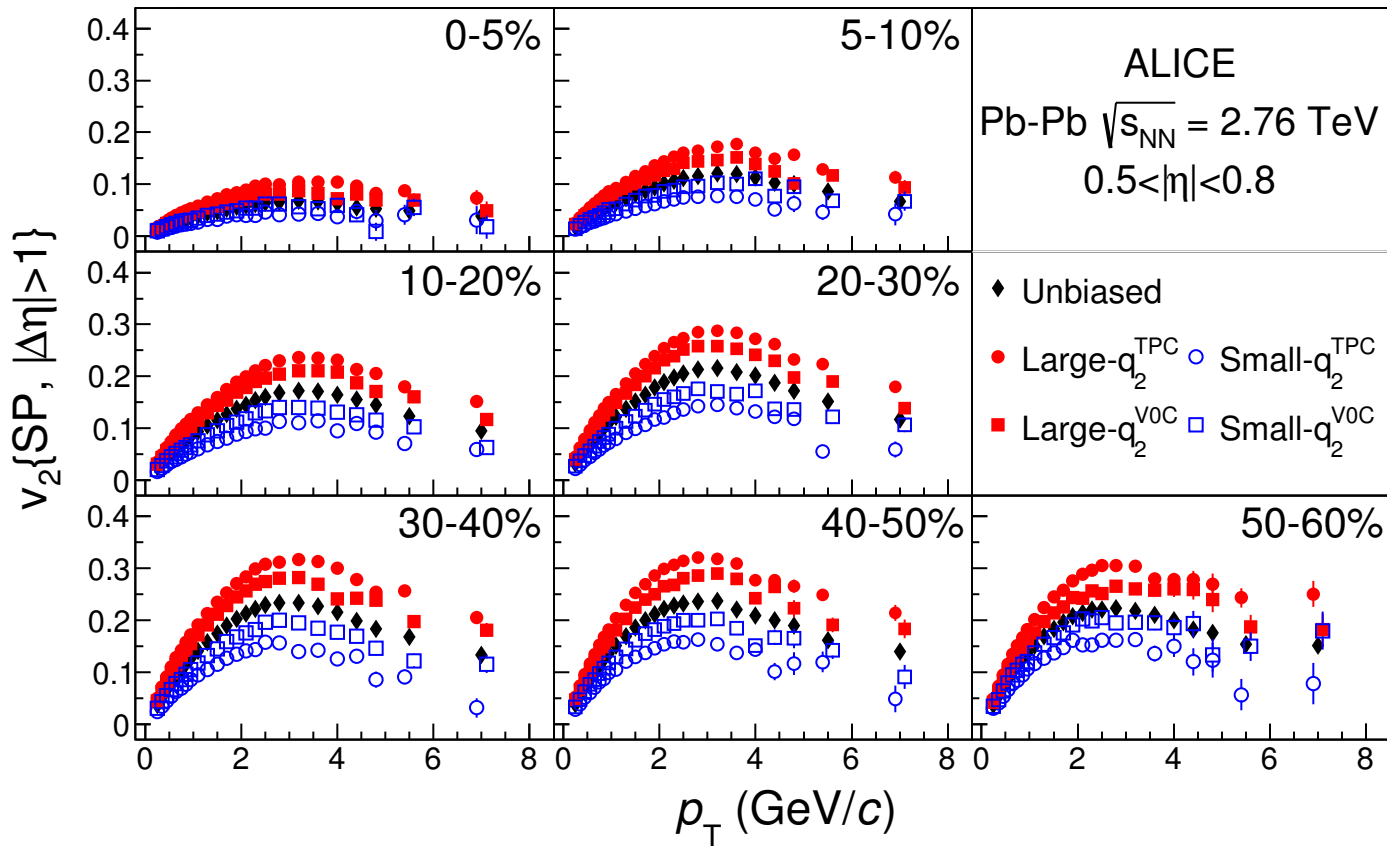 0-5%
5-10%
ALICE
Pb-Pb √sNN = 2.76 TeV
0.5<|η|<0.8
0.4
0.3
0.2
0.1
0
10-20%
20-30%
Unbiased
Large-q2TPC Small-q2TPC
Large-q2V0C Small-q2V0C
0.4
0.3
0.2
0.1
0
30-40%
40-50%
50-60%
0.4
0.3
0.2
0.1
0
0 2 4 6 8 0 2 4 6 8 0 2 4 6 8
v2{SP, |Δη|>1}
pT (GeV/c)